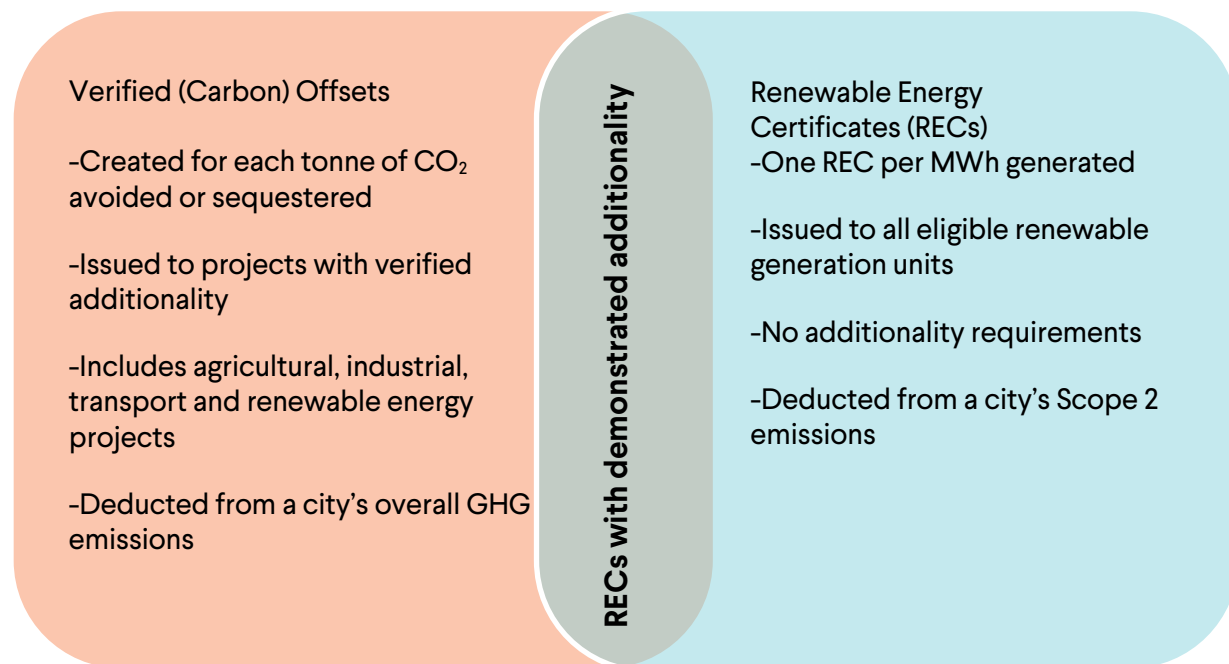 Verified (Carbon) Offsets
-Created for each tonne of CO₂
avoided or sequestered
-Issued to projects with verified
additionality
-Includes agricultural, industrial,
transport and renewable energy
projects
-Deducted from a city’s overall GHG
emissions
RECs with demonstrated additionality
Renewable Energy
Certificates (RECs)
-One REC per MWh generated
-Issued to all eligible renewable
generation units
-No additionality requirements
-Deducted from a city’s Scope 2
emissions